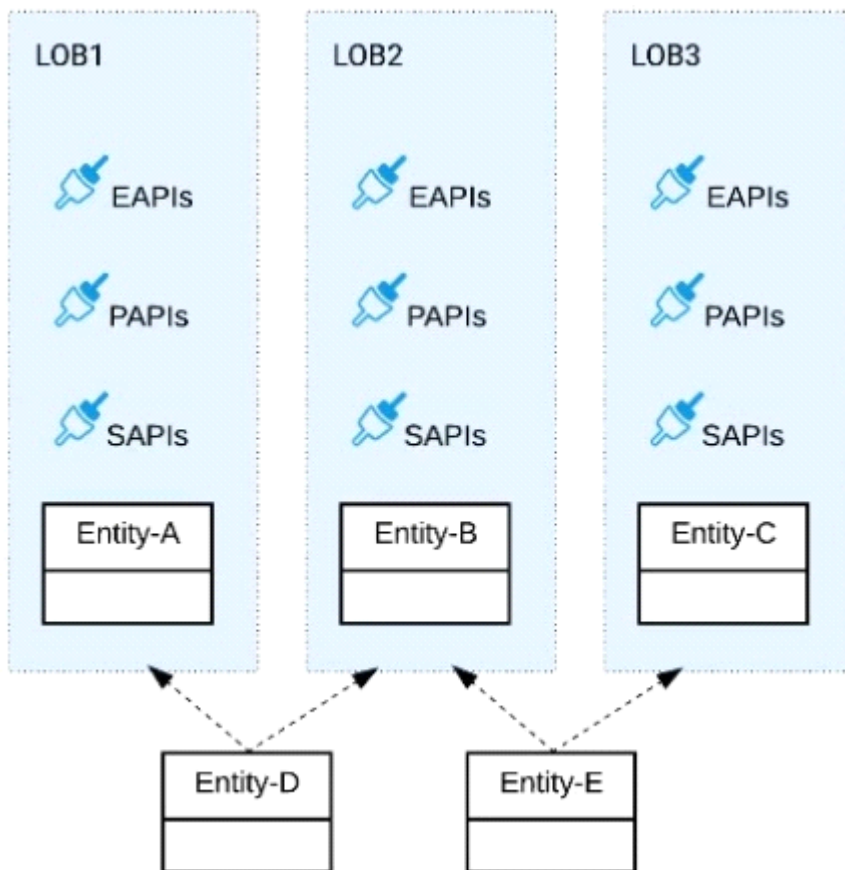 LOB1
EAPIs
PAPIs
SAPIs
Entity-A
LOB2
EAPIs
PAPIs
SAPIs
Entity-B
LOB3
EAPIs
PAPIs
SAPIs
Entity-C
Entity-D
Entity-E